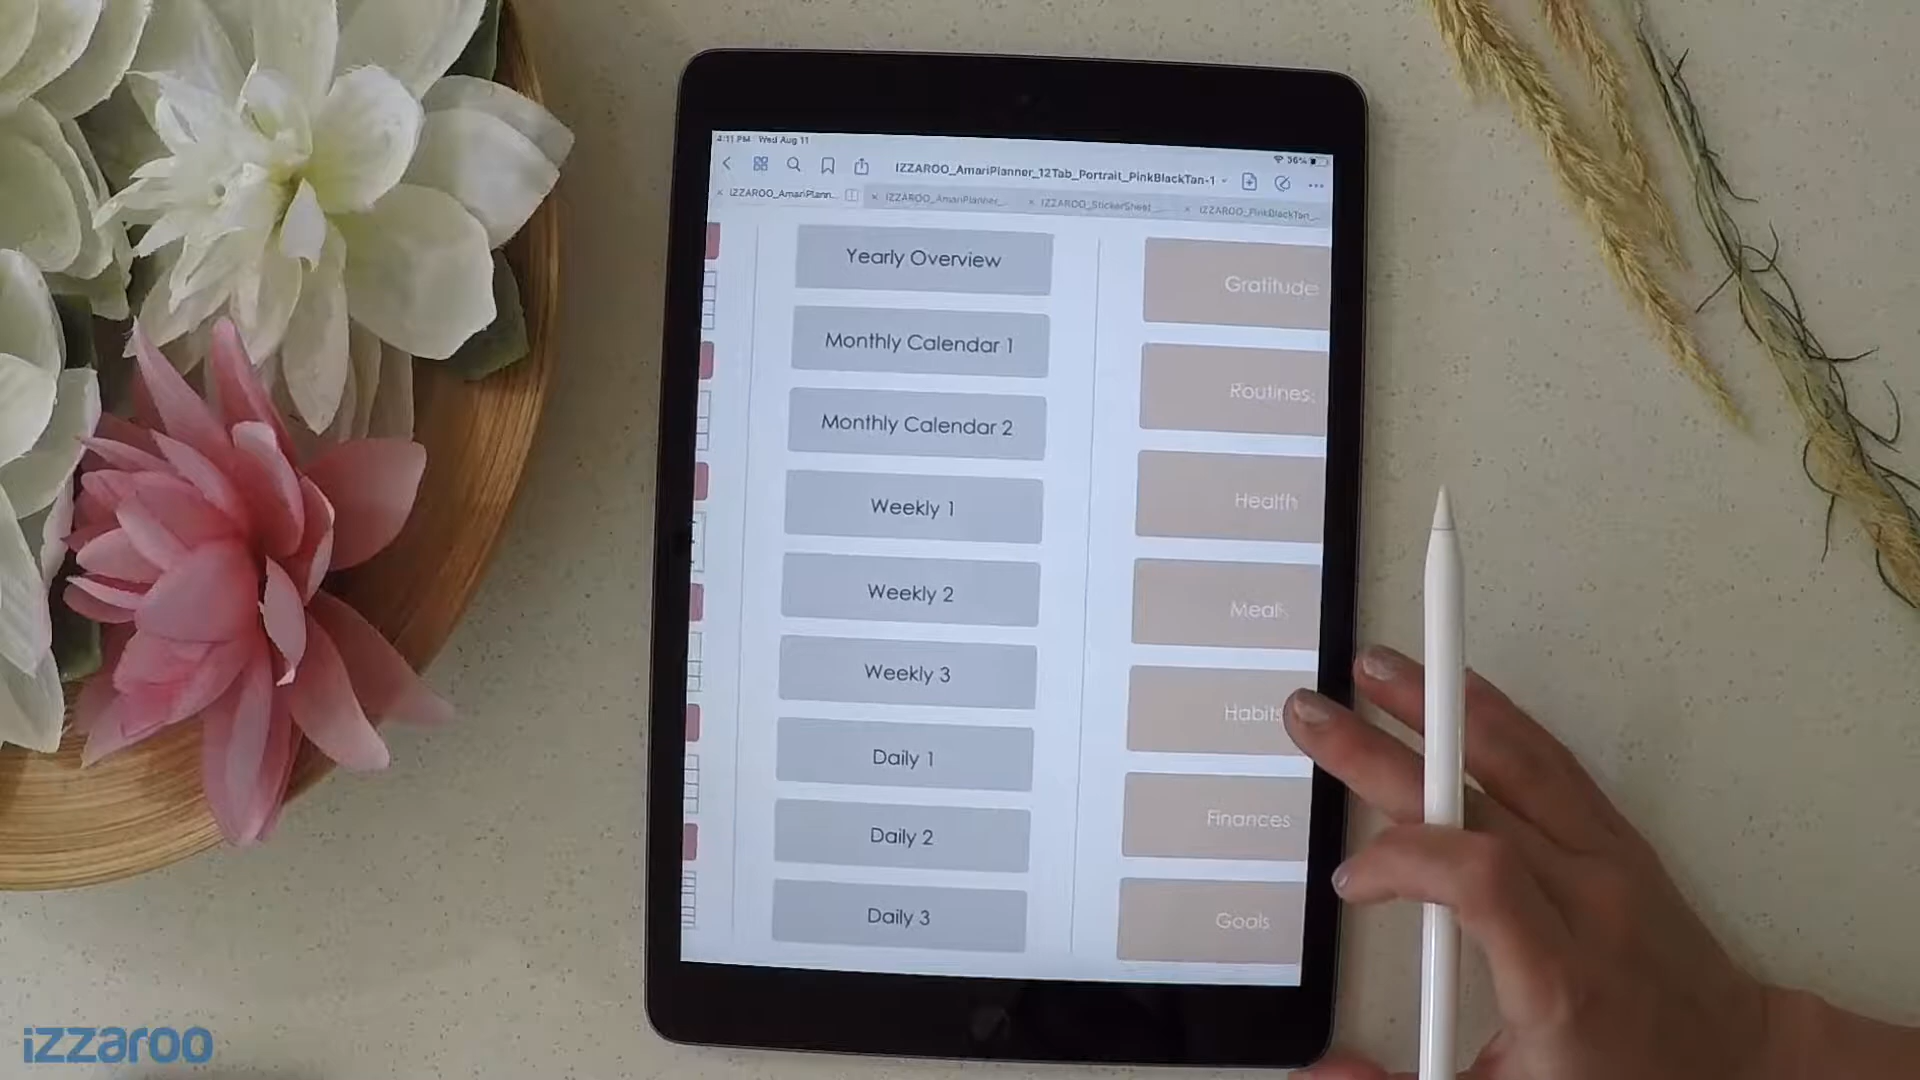 4:11 PM Wed Aug 11
36%
IZZAROO_AmariPlanner_12Tab_Portrait_PinkBlackTan-1
IZZAROO_AmariPlann...
IZZAROO_AmariPlanner_...
IZZAROO_StickerSheet_...
IZZAROO_PinkBlackTan_...
Yearly Overview
Monthly Calendar 1
Monthly Calendar 2
Weekly 1
Weekly 2
Weekly 3
Daily 1
Daily 2
Daily 3
Gratitude
Routines
Health
Meals
Habits
Finances
Goals
izzaroo